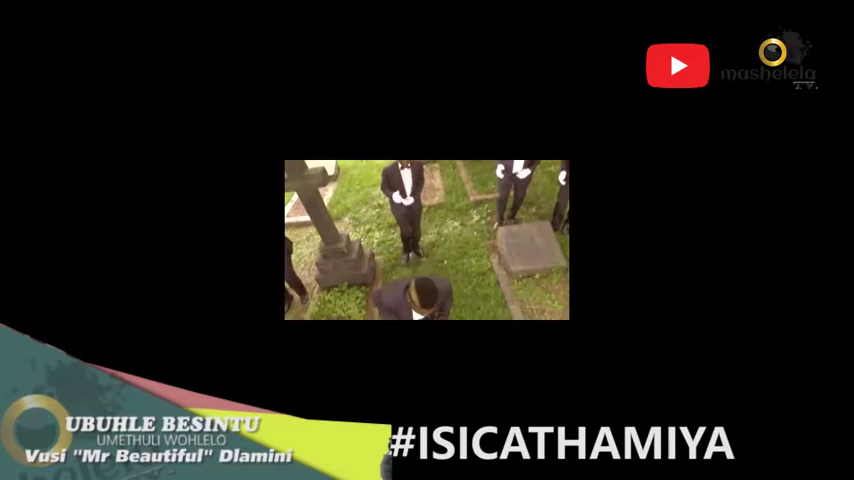 mashelela
TV.
UBUHLE BESINTU
UMETHULI WOHLELO
Vusi "Mr Beautiful" Dlamini
#ISICATHAMIYA